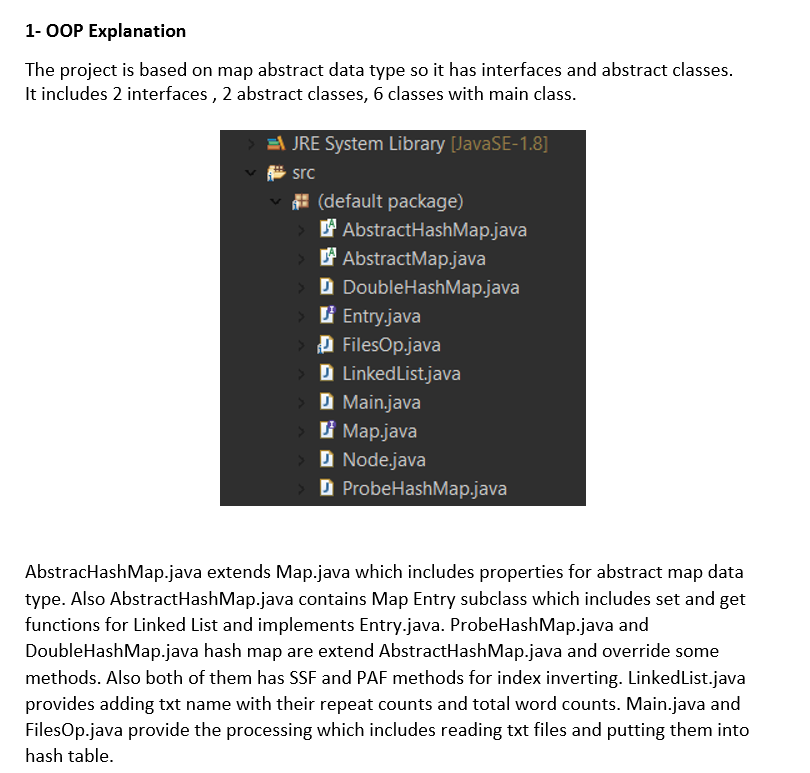 1- OOP Explanation
The project is based on map abstract data type so it has interfaces and abstract classes.
It includes 2 interfaces , 2 abstract classes, 6 classes with main class.
JRE System Library [JavaSE-1.8]
src
(default package)
AbstractHashMap.java
AbstractMap.java
DoubleHashMap.java
Entry.java
FilesOp.java
LinkedList.java
Main.java
Map.java
Node.java
ProbeHashMap.java
AbstracHashMap.java extends Map.java which includes properties for abstract map data
type. Also AbstractHashMap.java contains Map Entry subclass which includes set and get
functions for Linked List and implements Entry.java. ProbeHashMap.java and
DoubleHashMap.java hash map are extend AbstractHashMap.java and override some
methods. Also both of them has SSF and PAF methods for index inverting. LinkedList.java
provides adding txt name with their repeat counts and total word counts. Main.java and
FilesOp.java provide the processing which includes reading txt files and putting them into
hash table.